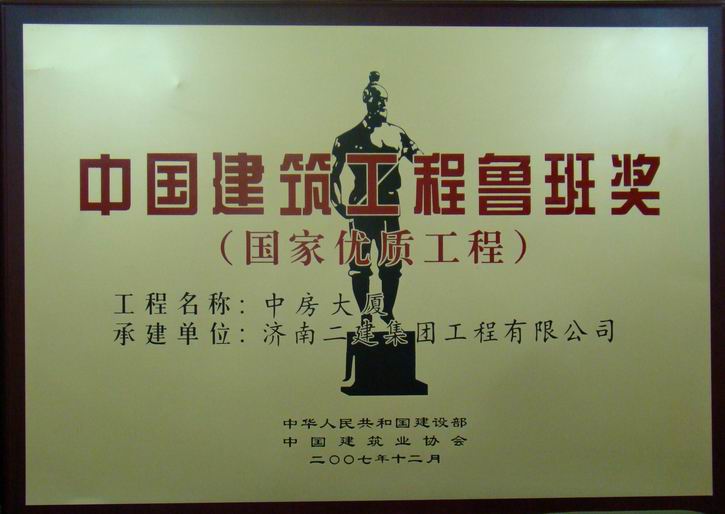 中国建筑工程鲁班奖
（国家优质工程）
工程名称：中房大厦
承建单位：济南二建集团工程有限公司
中华人民共和国建设部
中国建筑业协会
二〇〇七年十二月